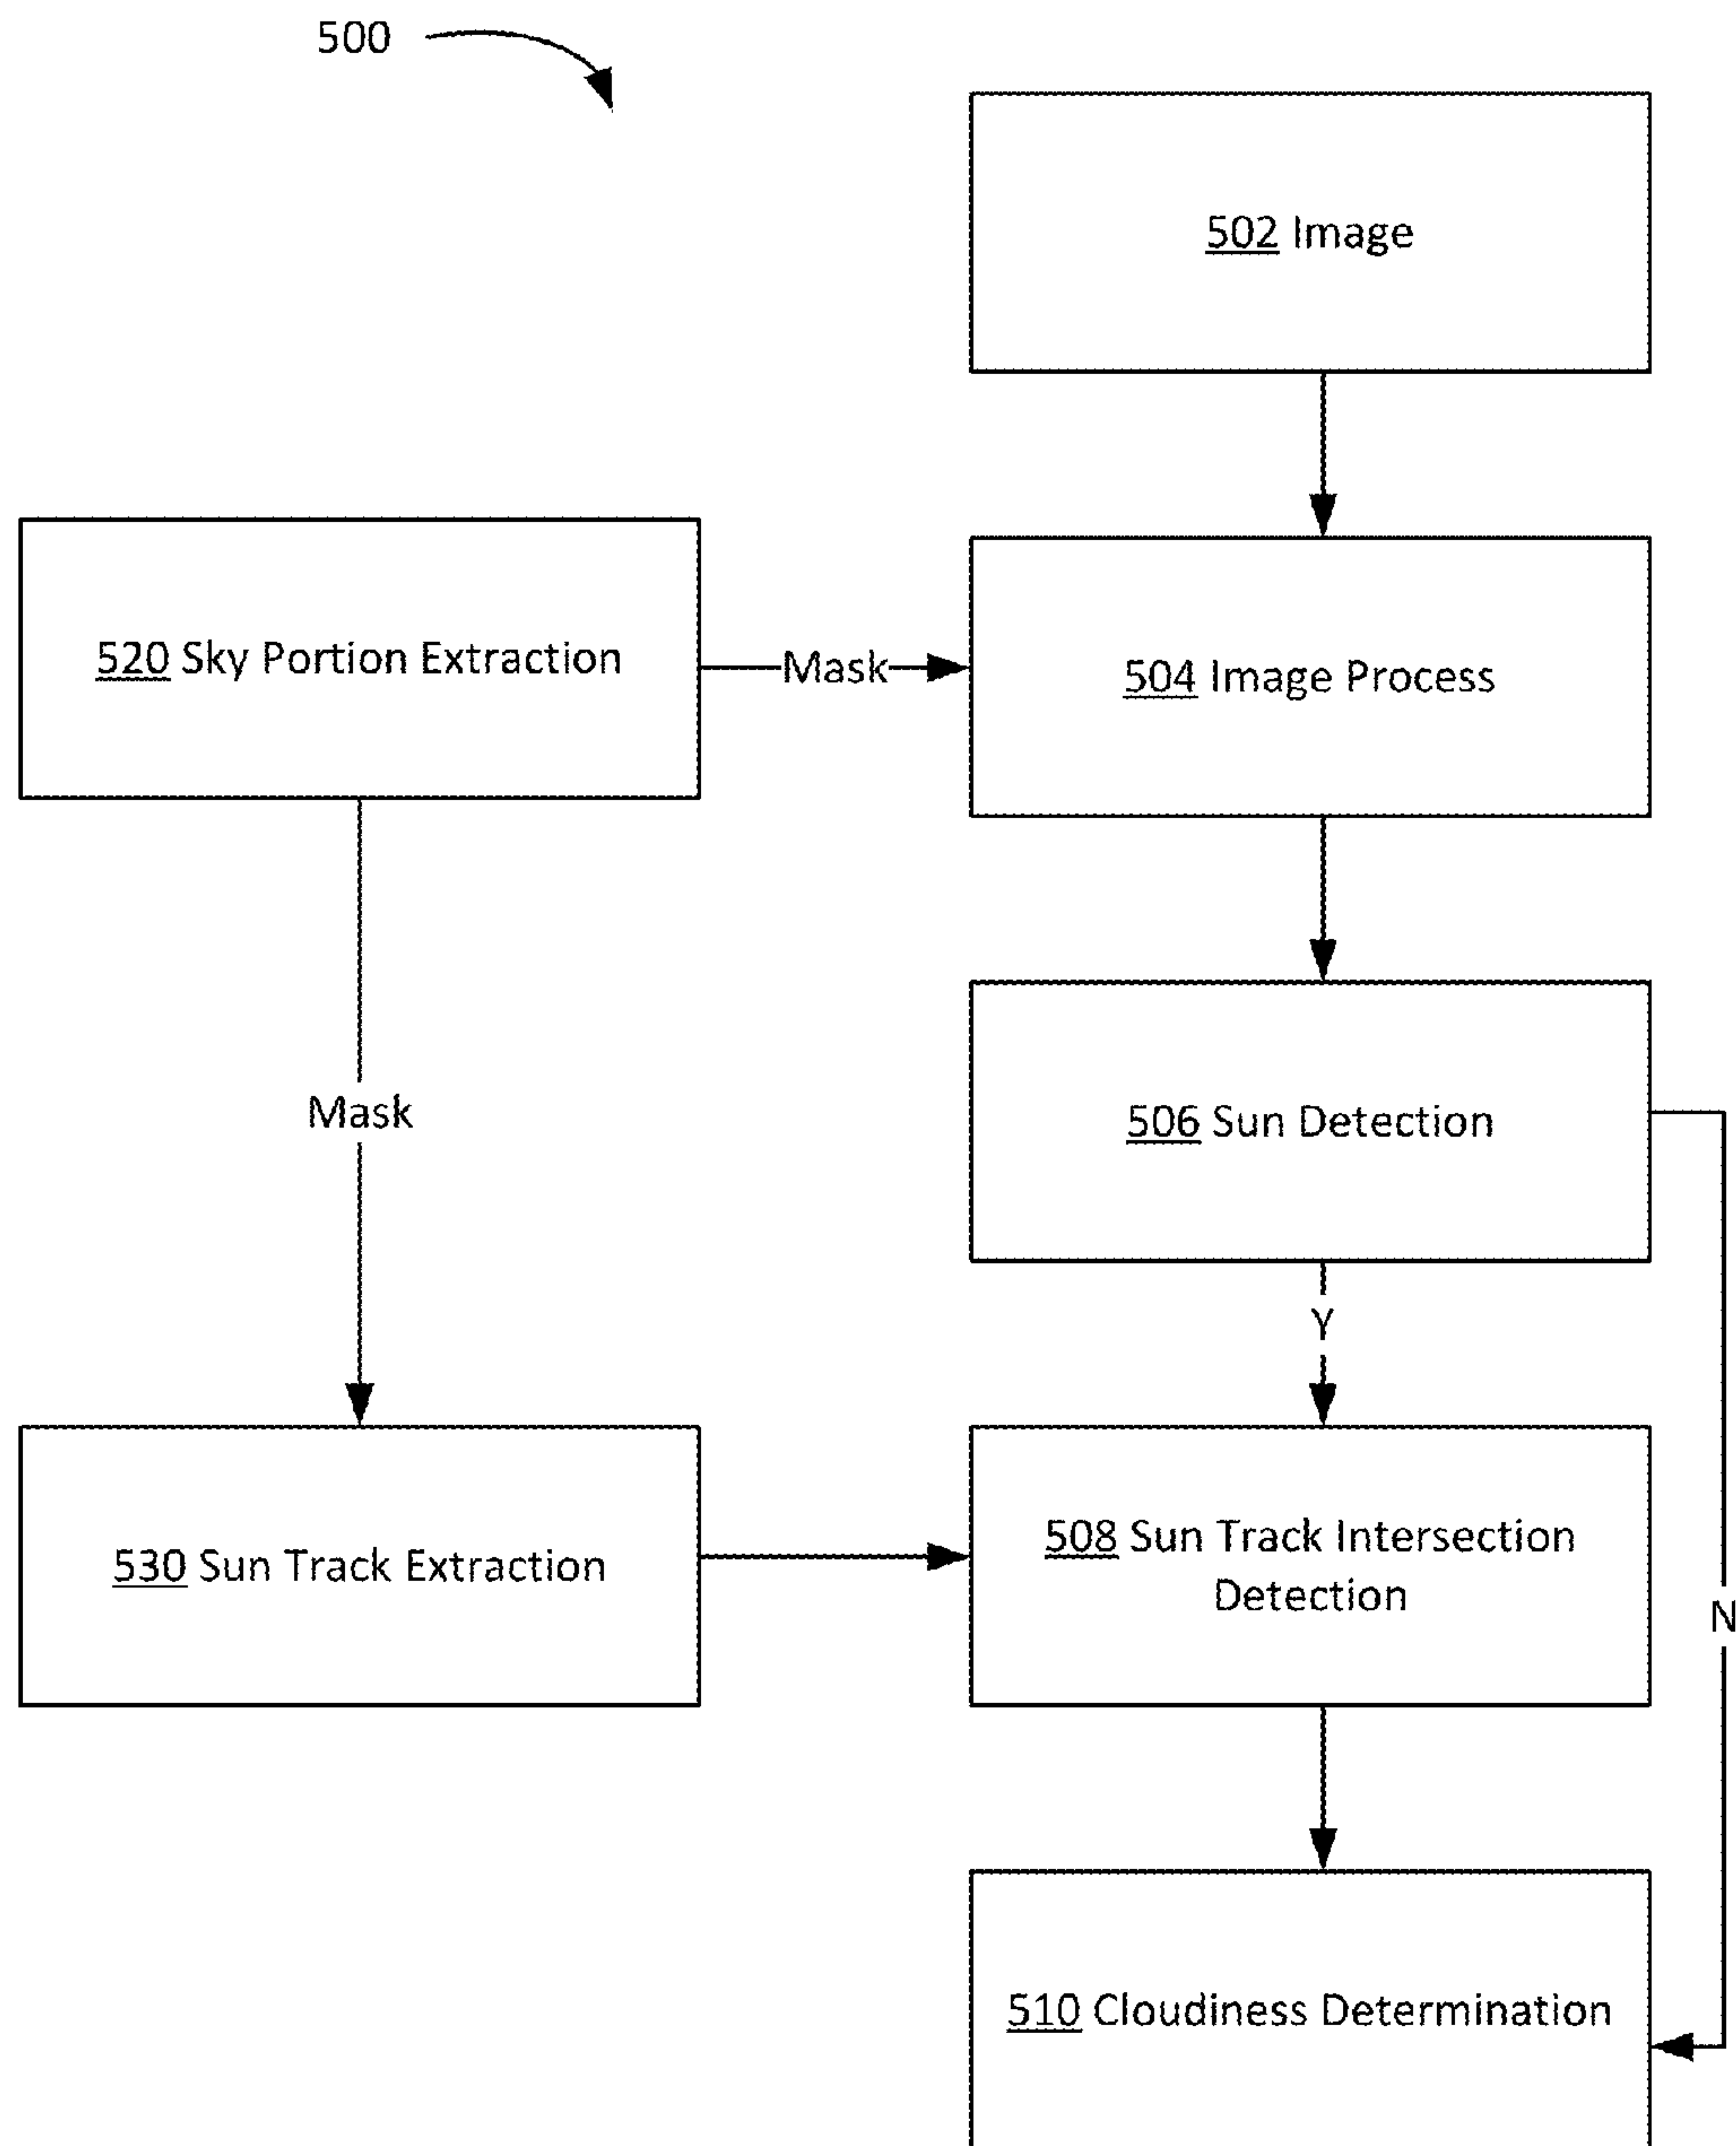 500
502 Image
520 Sky Portion Extraction
Mask
504 Image Process
Mask
506 Sun Detection
Y
530 Sun Track Extraction
508 Sun Track Intersection
Detection
N
510 Cloudiness Determination